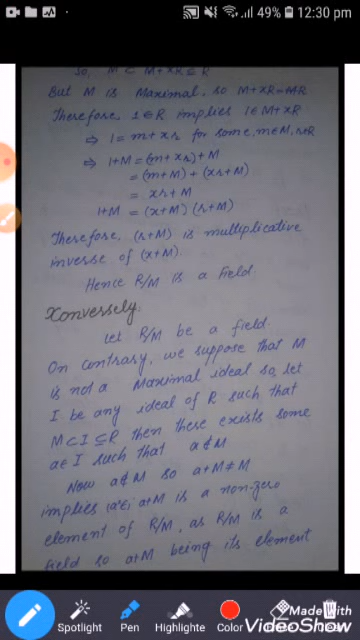 12:30 pm
49%
So, M ⊂ M+xR ⊆ R
But M is Maximal, so M+xR=R
Therefore, 1∈R implies 1∈M+xR
⇒ 1=m+xr for some, m∈M, r∈R
⇒ 1+M = (m+xr)+M
= (m+M) + (xr+M)
= xr+M
1+M = (x+M) (r+M)
Therefore, (r+M) is multiplicative
inverse of (x+M).
Hence R/M is a field.
Conversely,
Let R/M be a field.
On contrary, we suppose that M
is not a Maximal ideal so, let
I be any ideal of R such that
M⊂I⊆R then there exists some
a∈I such that a∉M
Now a∉M so a+M≠M
implies a+M is a non-zero
element of R/M, as R/M is a
field so a+M being its element
Spotlight Pen Highlighte Color
Made with
VideoShow